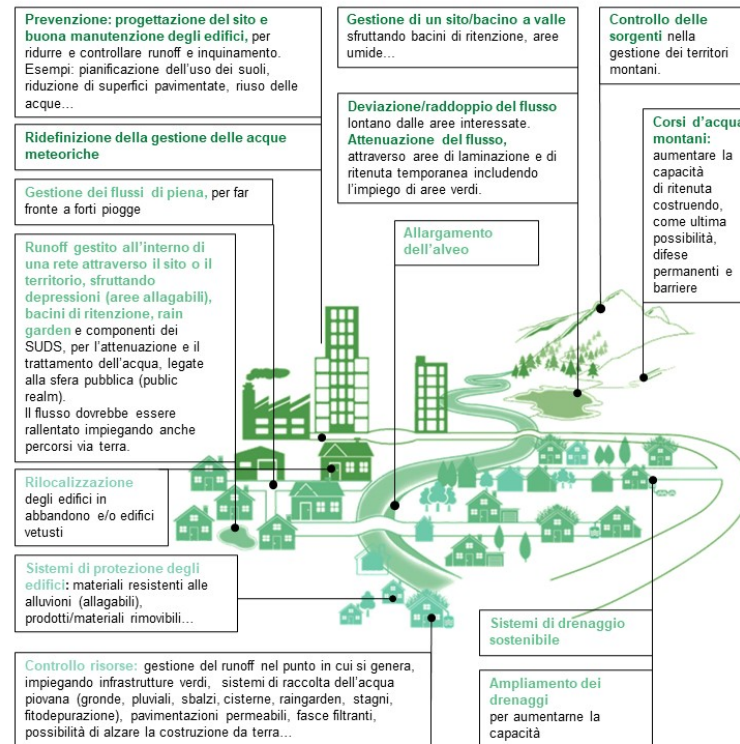 Prevenzione: progettazione del sito e
buona manutenzione degli edifici, per
ridurre e controllare runoff e inquinamento.
Esempi: pianificazione dell'uso dei suoli,
riduzione di superfici pavimentate, riuso delle
acque…
Ridefinizione della gestione delle acque
meteoriche
Gestione dei flussi di piena, per far
fronte a forti piogge
Runoff gestito all'interno di
una rete attraverso il sito o il
territorio, sfruttando
depressioni (aree allagabili),
bacini di ritenzione, rain
garden e componenti dei
SUDS, per l'attenuazione e il
trattamento dell'acqua, legate
alla sfera pubblica (public
realm).
Il flusso dovrebbe essere
rallentato impiegando anche
percorsi via terra.
Rilocalizzazione
degli edifici in
abbandono e/o edifici
vetusti
Sistemi di protezione degli
edifici: materiali resistenti alle
alluvioni (allagabili),
prodotti/materiali rimovibili…
Controllo risorse: gestione del runoff nel punto in cui si genera,
impiegando infrastrutture verdi, sistemi di raccolta dell'acqua
piovana (gronde, pluviali, sbalzi, cisterne, raingarden, stagni,
fitodepurazione), pavimentazioni permeabili, fasce filtranti,
possibilità di alzare la costruzione da terra…
Gestione di un sito/bacino a valle
sfruttando bacini di ritenzione, aree
umide…
Deviazione/raddoppio del flusso
lontano dalle aree interessate.
Attenuazione del flusso,
attraverso aree di laminazione e di
ritenuta temporanea includendo
l'impiego di aree verdi.
Allargamento
dell'alveo
Controllo delle
sorgenti nella
gestione dei territori
montani.
Corsi d'acqua
montani:
aumentare la
capacità
di ritenuta
costruendo,
come ultima
possibilità,
difese
permanenti e
barriere
Sistemi di drenaggio
sostenibile
Ampliamento dei
drenaggi
per aumentarne la
capacità